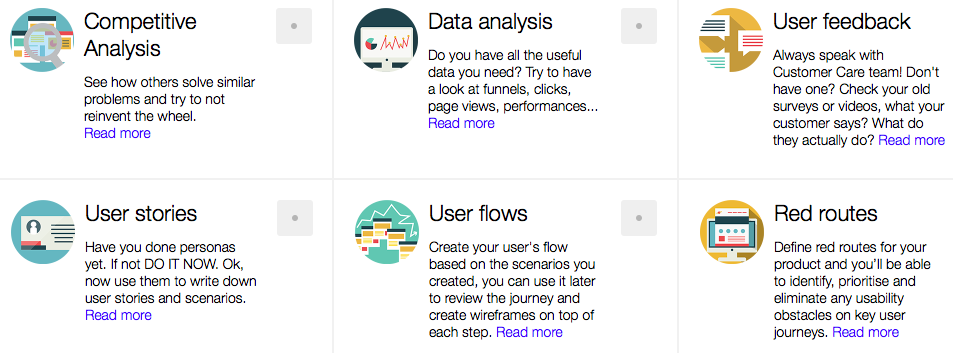 Competitive
Analysis
See how others solve similar
problems and try to not
reinvent the wheel.
Read more
Data analysis
Do you have all the useful
data you need? Try to have
a look at funnels, clicks,
page views, performances...
Read more
User feedback
Always speak with
Customer Care team! Don't
have one? Check your old
surveys or videos, what your
customer says? What do
they actually do? Read more
User stories
Have you done personas
yet. If not DO IT NOW. Ok,
now use them to write down
user stories and scenarios.
Read more
User flows
Create your user's flow
based on the scenarios you
created, you can use it later
to review the journey and
create wireframes on top of
each step. Read more
Red routes
Define red routes for your
product and you’ll be able
to identify, prioritise and
eliminate any usability
obstacles on key user
journeys. Read more